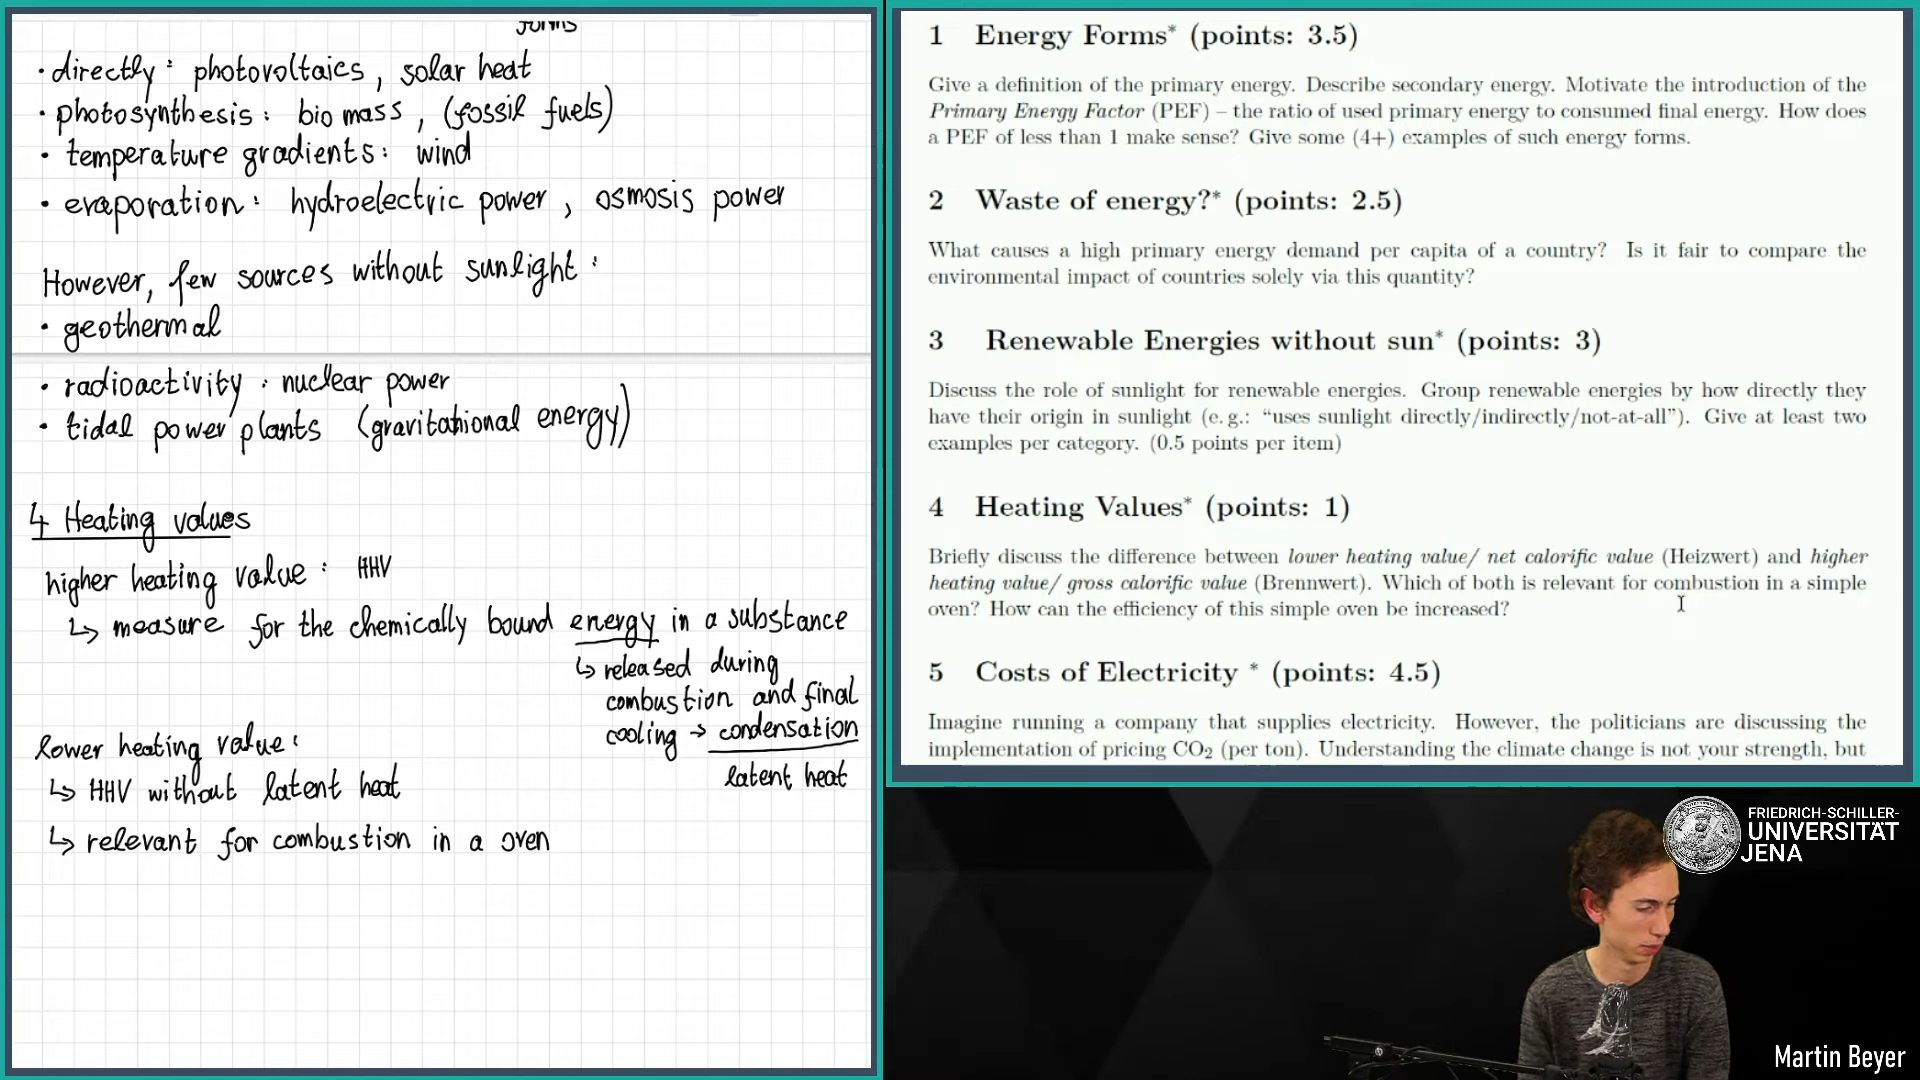 forms
· directly : photovoltaics , solar heat
· photosynthesis : bio mass , (fossil fuels)
· temperature gradients : wind
· evaporation : hydroelectric power , osmosis power
However, few sources without sunlight :
· geothermal
· radioactivity : nuclear power
· tidal power plants (gravitational energy)
4 Heating values
higher heating value : HHV
↳ measure for the chemically bound energy in a substance
↳ released during
combustion and final
cooling → condensation
latent heat
lower heating value :
↳ HHV without latent heat
↳ relevant for combustion in a oven
1 Energy Forms* (points: 3.5)
Give a definition of the primary energy. Describe secondary energy. Motivate the introduction of the
Primary Energy Factor (PEF) – the ratio of used primary energy to consumed final energy. How does
a PEF of less than 1 make sense? Give some (4+) examples of such energy forms.
2 Waste of energy?* (points: 2.5)
What causes a high primary energy demand per capita of a country? Is it fair to compare the
environmental impact of countries solely via this quantity?
3 Renewable Energies without sun* (points: 3)
Discuss the role of sunlight for renewable energies. Group renewable energies by how directly they
have their origin in sunlight (e. g.: “uses sunlight directly/indirectly/not-at-all”). Give at least two
examples per category. (0.5 points per item)
4 Heating Values* (points: 1)
Briefly discuss the difference between lower heating value/ net calorific value (Heizwert) and higher
heating value/ gross calorific value (Brennwert). Which of both is relevant for combustion in a simple
oven? How can the efficiency of this simple oven be increased?
5 Costs of Electricity * (points: 4.5)
Imagine running a company that supplies electricity. However, the politicians are discussing the
implementation of pricing CO₂ (per ton). Understanding the climate change is not your strength, but
FRIEDRICH-SCHILLER-
UNIVERSITÄT
JENA
Martin Beyer